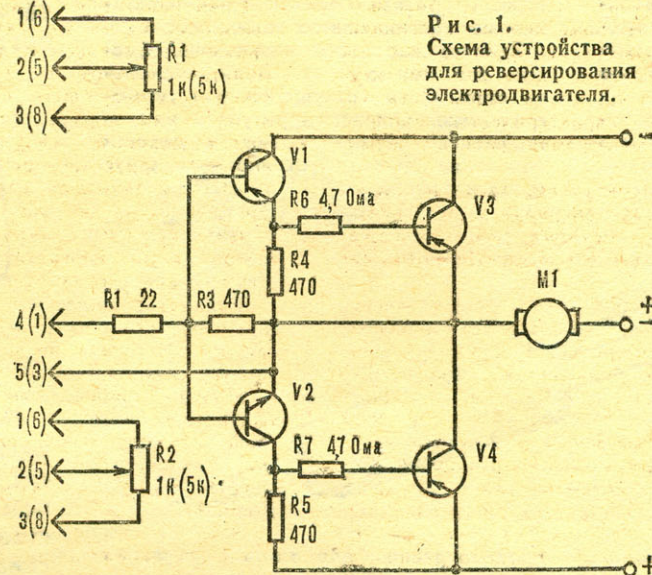 Рис. 1.
Схема устройства
для реверсирования
электродвигателя.
1(6)
2(5)
3(8)
R1
1к(5к)
V1
R6 4,7 Ома
V3
R4
470
R1 22
R3 470
M1
4(1)
5(3)
V2
1(6)
2(5)
3(8)
R2
1к(5к)
R7 4,7 Ома
V4
R5
470
−
+
+